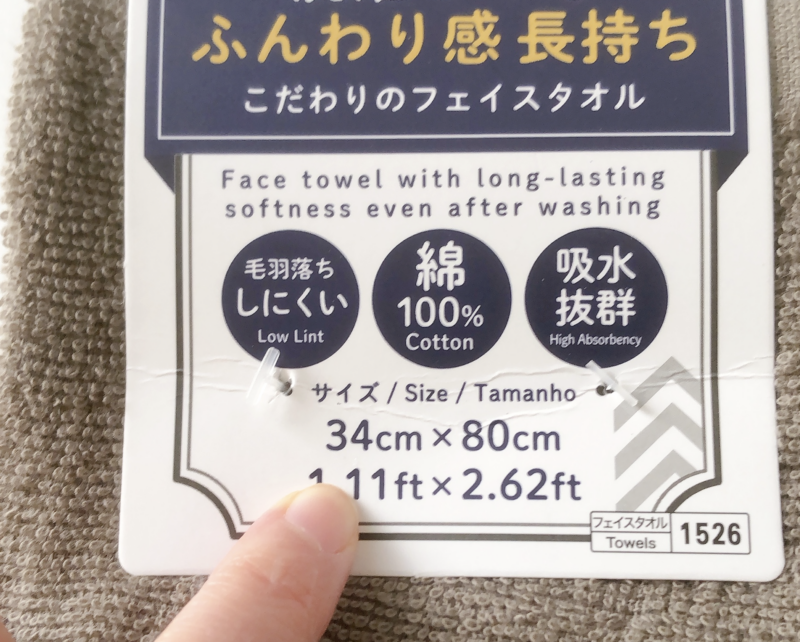 ふんわり感 長持ち
こだわりのフェイスタオル
Face towel with long-lasting
softness even after washing
毛羽落ち
しにくい
Low Lint
綿
100%
Cotton
吸水
抜群
High Absorbency
サイズ / Size / Tamanho
34cm×80cm
1.11ft×2.62ft
フェイスタオル
Towels
1526